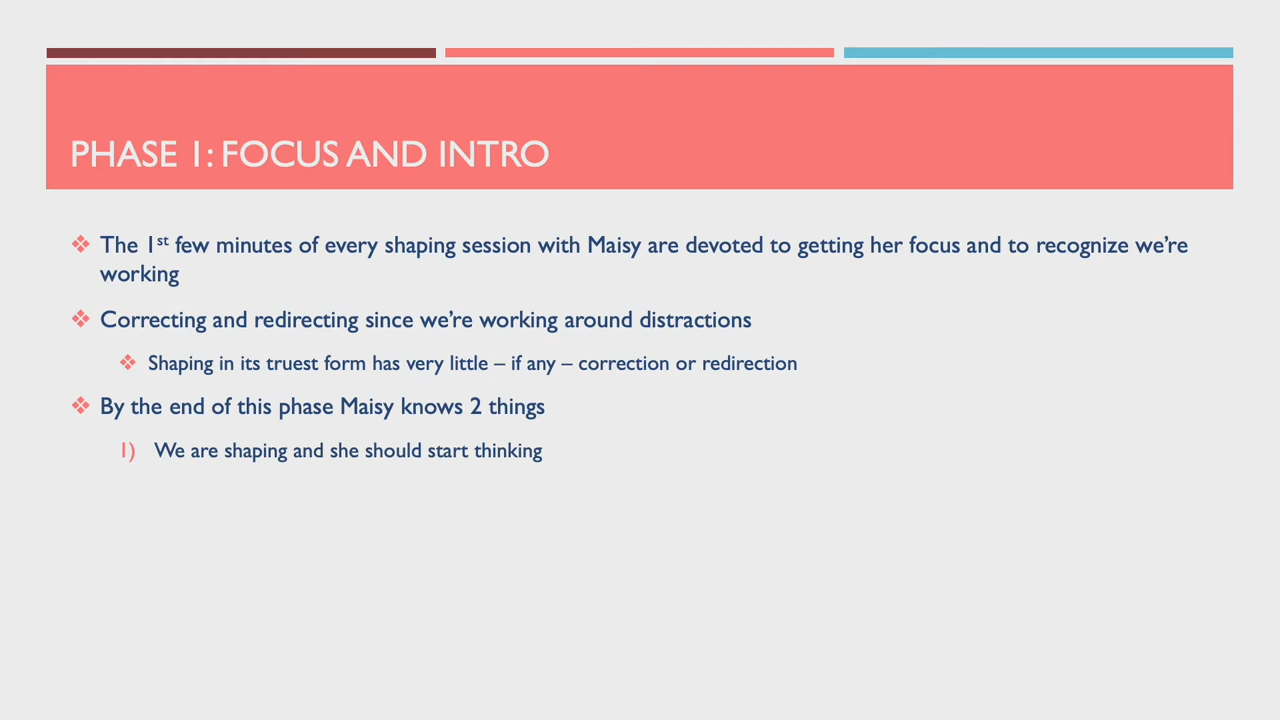 PHASE 1: FOCUS AND INTRO
❖ The 1st few minutes of every shaping session with Maisy are devoted to getting her focus and to recognize we’re
working
❖ Correcting and redirecting since we’re working around distractions
❖ Shaping in its truest form has very little – if any – correction or redirection
❖ By the end of this phase Maisy knows 2 things
1) We are shaping and she should start thinking